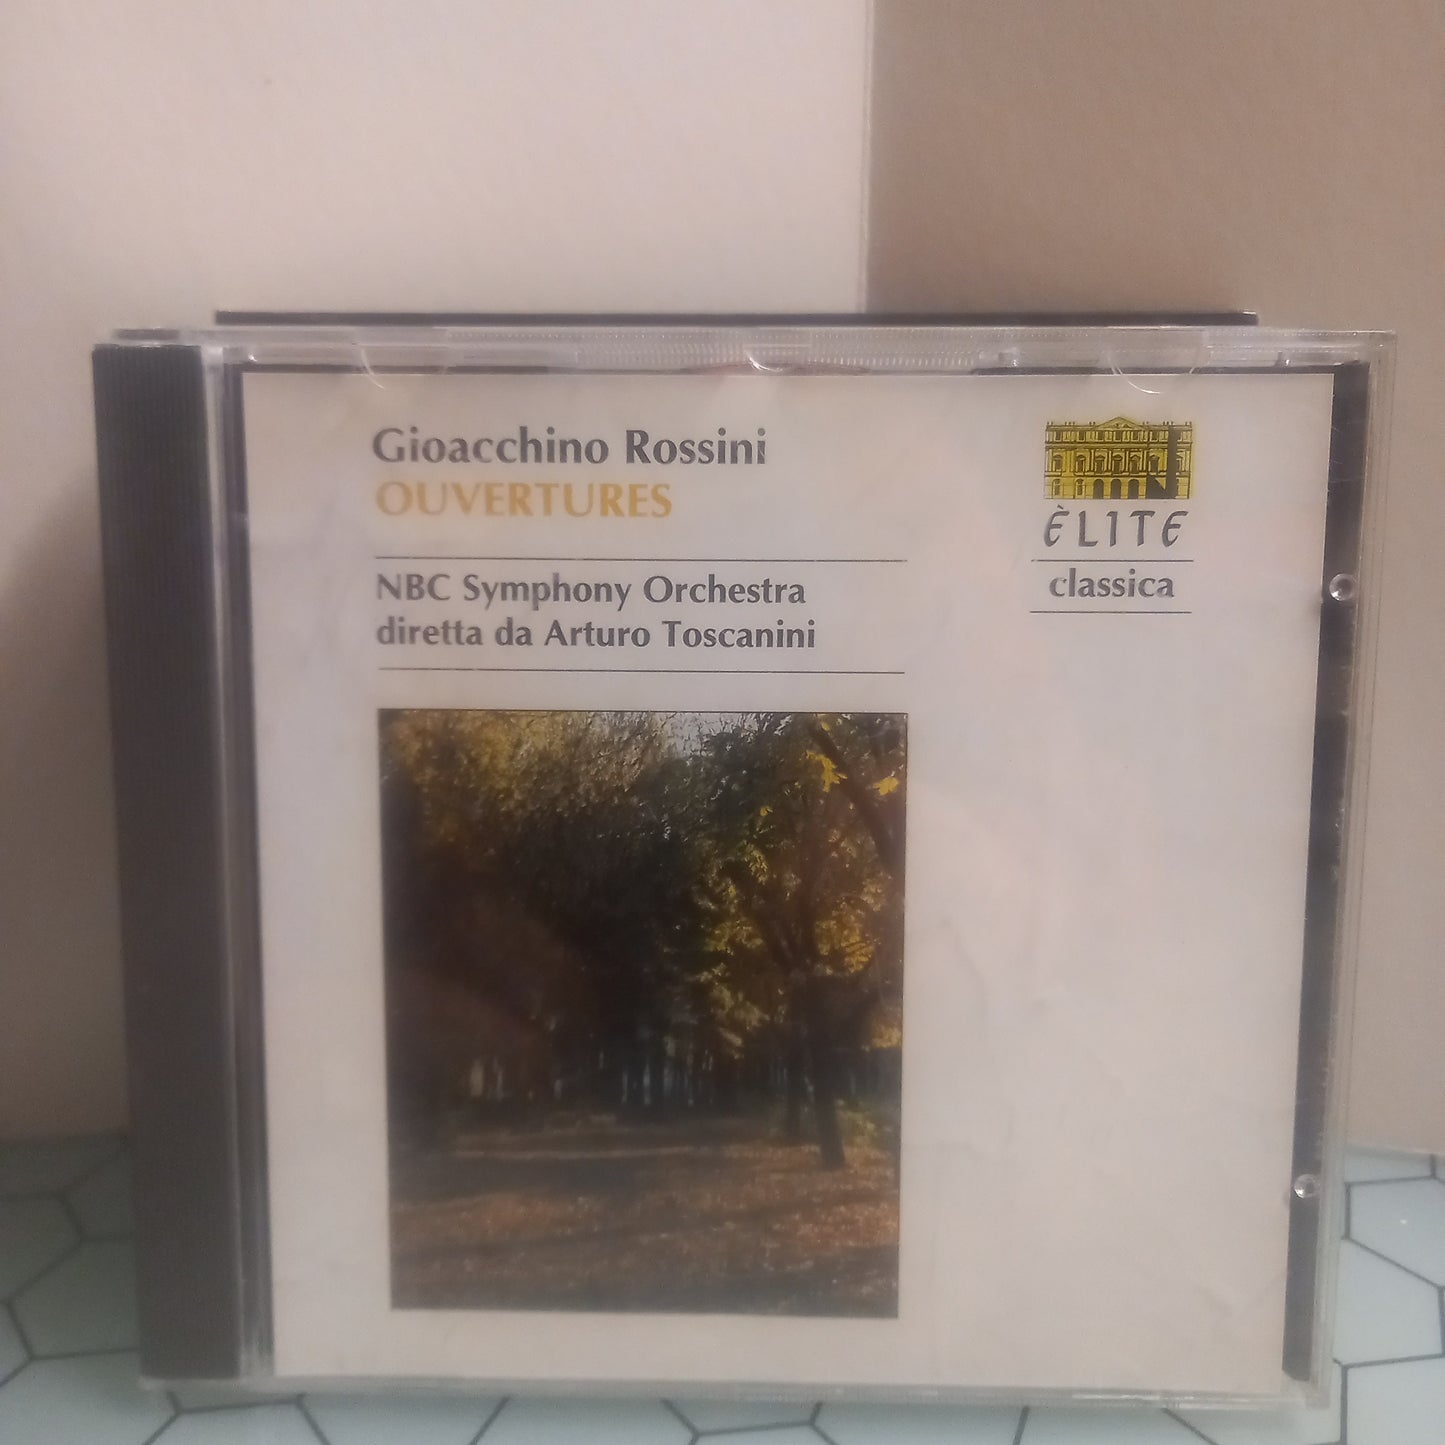 Gioacchino Rossini
OUVERTURES
NBC Symphony Orchestra
diretta da Arturo Toscanini
ÈLITE
classica